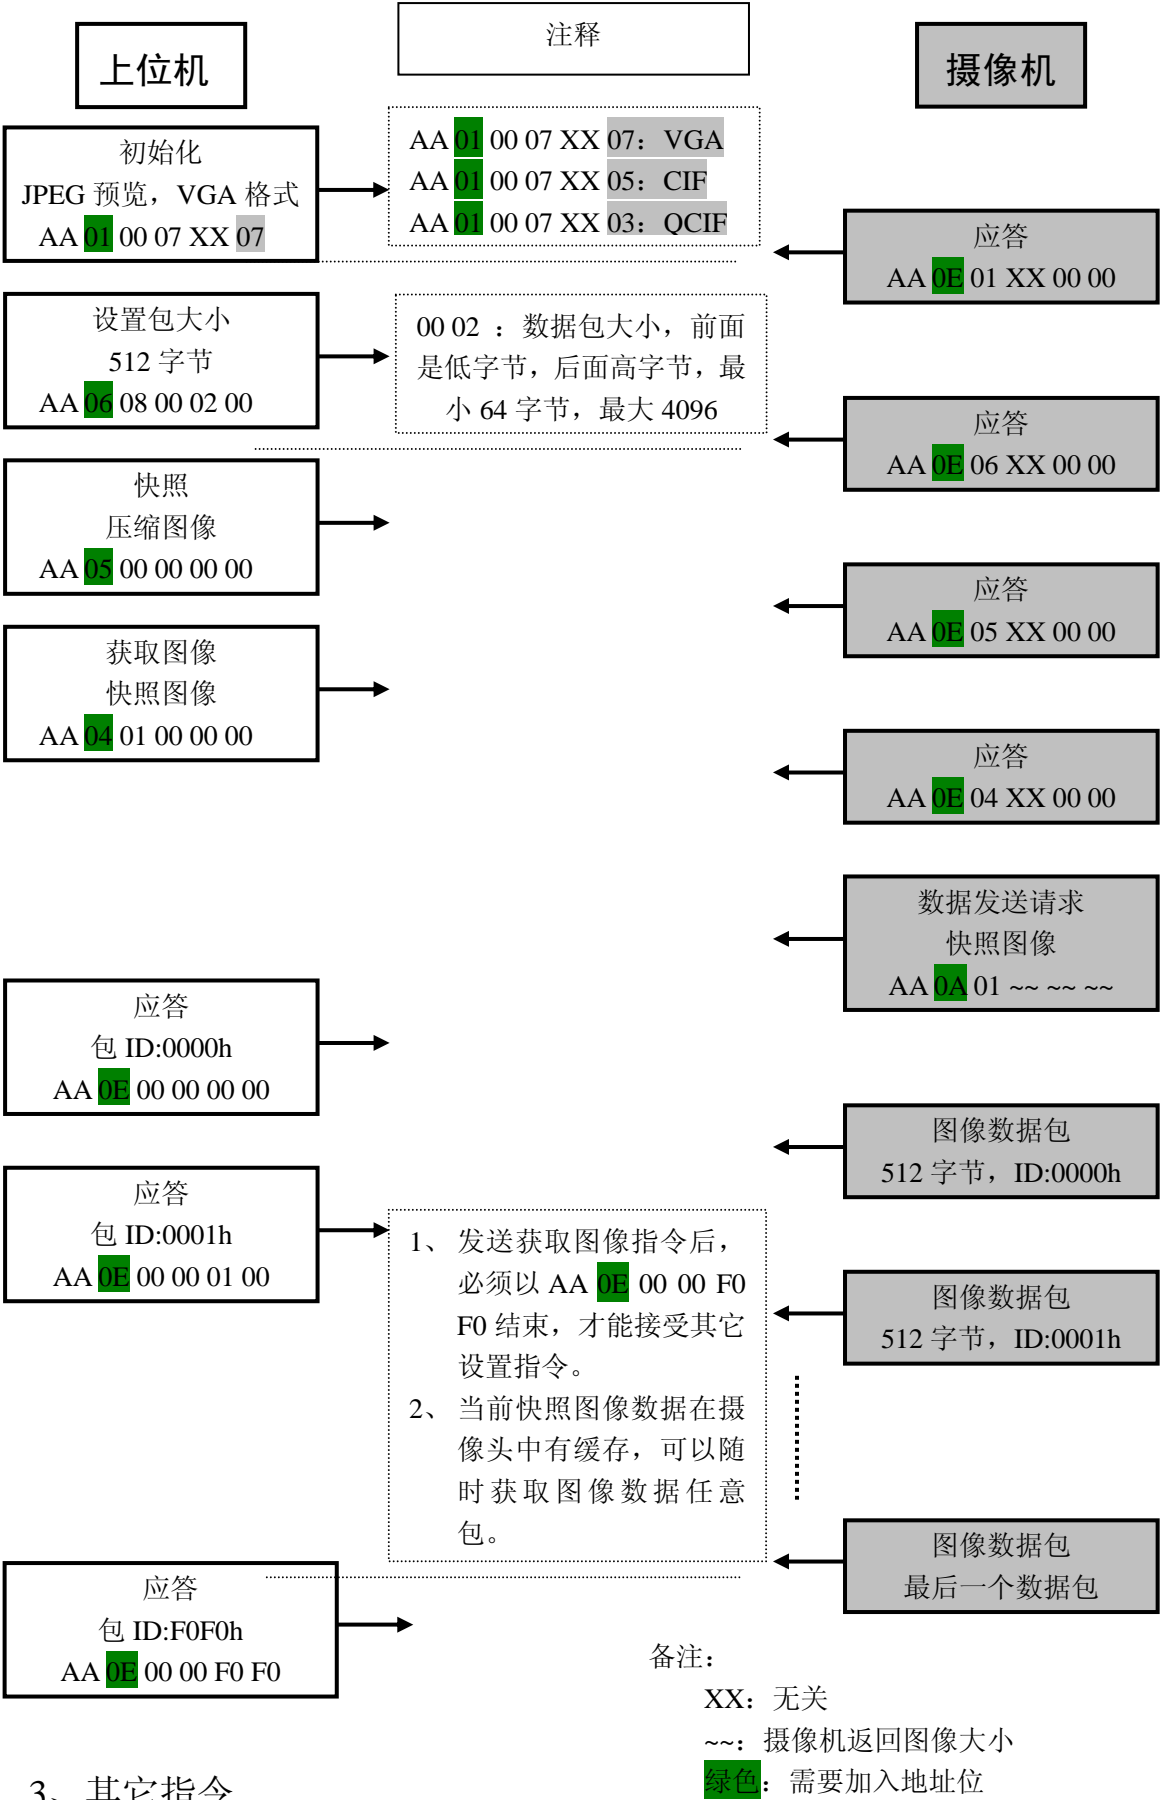 上位机
注释
摄像机
初始化
JPEG 预览，VGA 格式
AA 01 00 07 XX 07
AA 01 00 07 XX 07：VGA
AA 01 00 07 XX 05：CIF
AA 01 00 07 XX 03：QCIF
应答
AA 0E 01 XX 00 00
设置包大小
512 字节
AA 06 08 00 02 00
00 02 ：数据包大小，前面
是低字节，后面高字节，最
小 64 字节，最大 4096
应答
AA 0E 06 XX 00 00
快照
压缩图像
AA 05 00 00 00 00
应答
AA 0E 05 XX 00 00
获取图像
快照图像
AA 04 01 00 00 00
应答
AA 0E 04 XX 00 00
数据发送请求
快照图像
AA 0A 01 ~~ ~~ ~~
应答
包 ID:0000h
AA 0E 00 00 00 00
图像数据包
512 字节，ID:0000h
应答
包 ID:0001h
AA 0E 00 00 01 00
1、 发送获取图像指令后，
必须以 AA 0E 00 00 F0
F0 结束，才能接受其它
设置指令。
2、 当前快照图像数据在摄
像头中有缓存，可以随
时获取图像数据任意
包。
图像数据包
512 字节，ID:0001h
图像数据包
最后一个数据包
应答
包 ID:F0F0h
AA 0E 00 00 F0 F0
备注：
XX：无关
~~：摄像机返回图像大小
绿色：需要加入地址位
3、其它指令